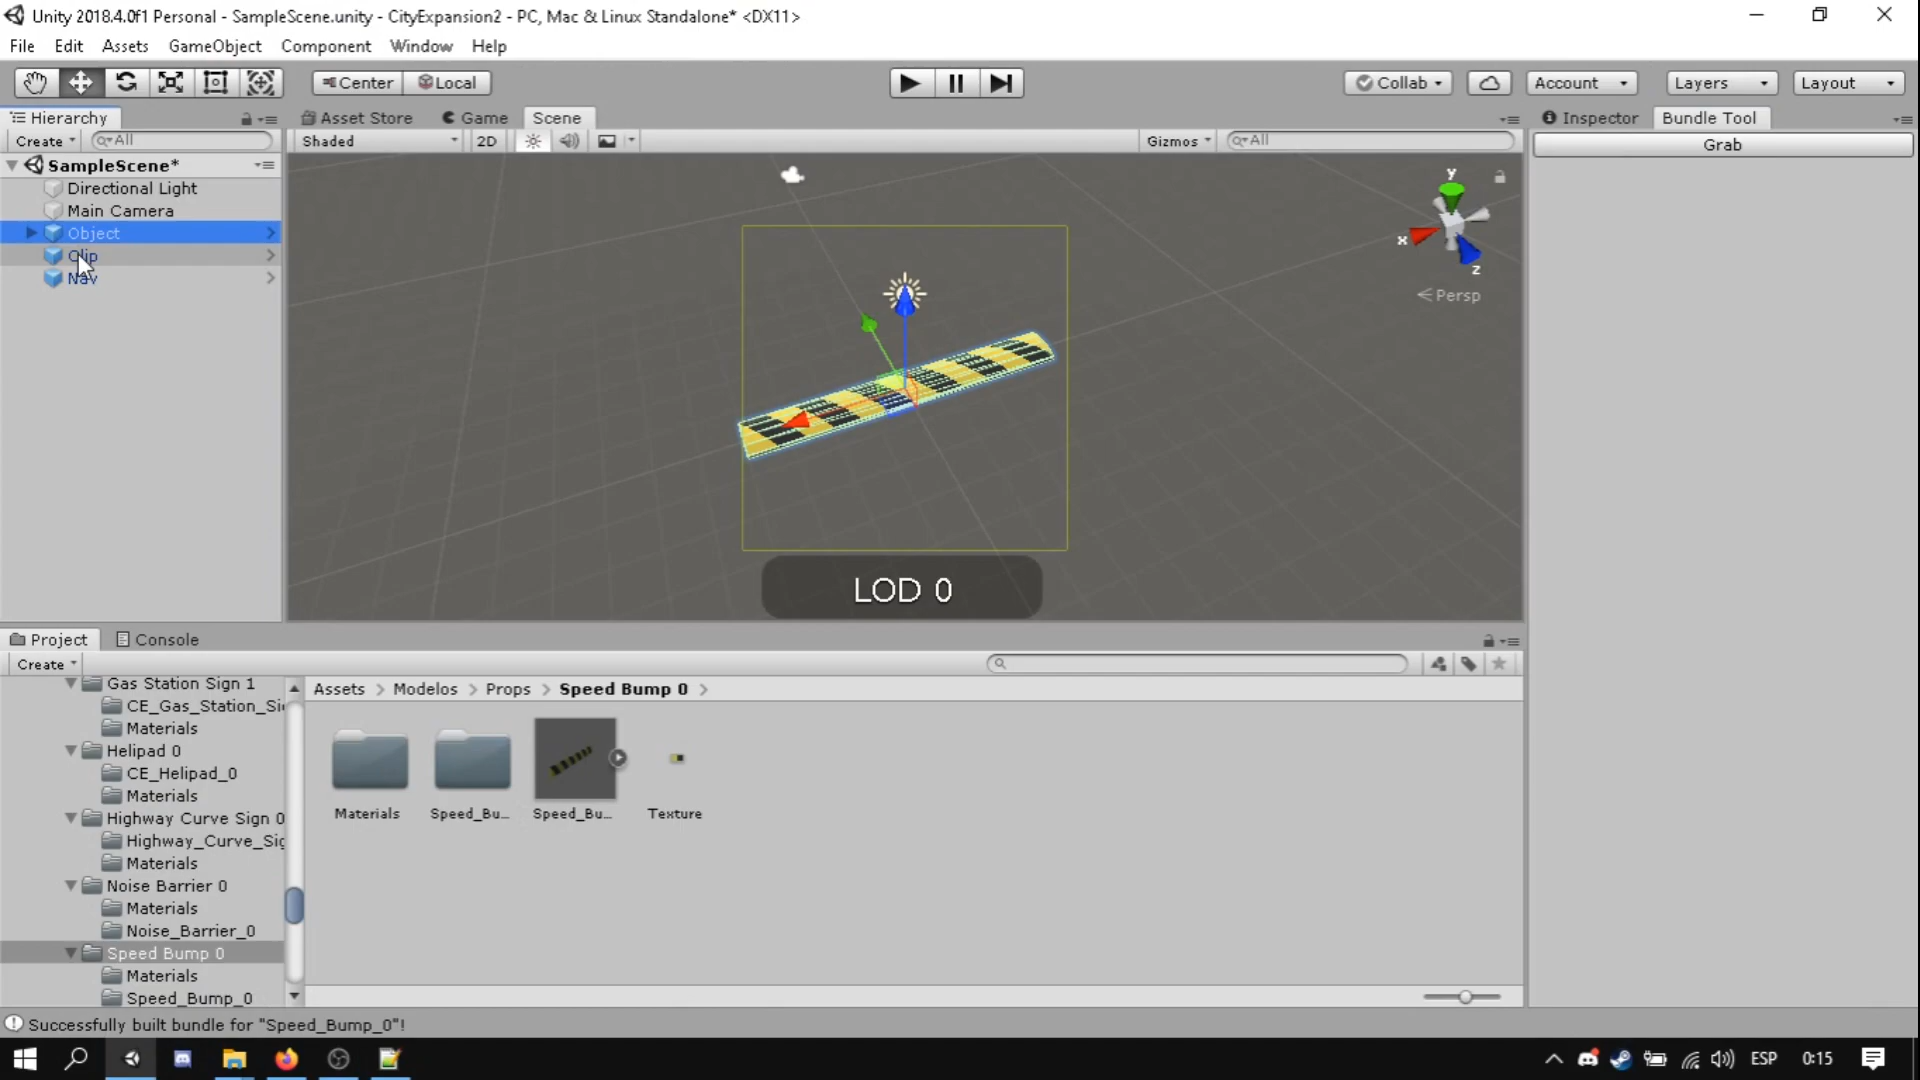 Unity 2018.4.0f1 Personal - SampleScene.unity - CityExpansion2 - PC, Mac & Linux Standalone* <DX11>
File Edit Assets GameObject Component Window Help
Center Local Collab Account Layers Layout
Hierarchy Asset Store Game Scene Inspector Bundle Tool
Create All Shaded 2D Gizmos All Grab
SampleScene*
Directional Light
Main Camera
Object
Clip
Nav
y
x
z
Persp
LOD 0
Project Console
Create
Assets > Modelos > Props > Speed Bump 0 >
Gas Station Sign 1
CE_Gas_Station_Si
Materials
Helipad 0
CE_Helipad_0
Materials
Highway Curve Sign 0
Highway_Curve_Sig
Materials
Noise Barrier 0
Materials
Noise_Barrier_0
Speed Bump 0
Materials
Speed_Bump_0
Materials Speed_Bu... Speed_Bu... Texture
Successfully built bundle for "Speed_Bump_0"!
ESP 0:15